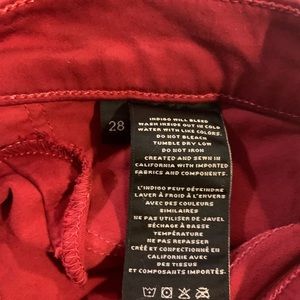 28
INDIGO WILL BLEED
WASH INSIDE OUT IN COLD
WATER WITH LIKE COLORS.
DO NOT BLEACH
TUMBLE DRY LOW
DO NOT IRON
CREATED AND SEWN IN
CALIFORNIA WITH IMPORTED
FABRICS AND COMPONENTS.
L'INDIGO PEUT DÉTEINDRE
LAVER À FROID À L'ENVERS
AVEC DES COULEURS
SIMILAIRES
NE PAS UTILISER DE JAVEL
SÉCHAGE À BASSE
TEMPÉRATURE
NE PAS REPASSER
CRÉÉ ET CONFECTIONNÉ EN
CALIFORNIE AVEC
DES TISSUS
ET COMPOSANTS IMPORTÉS.